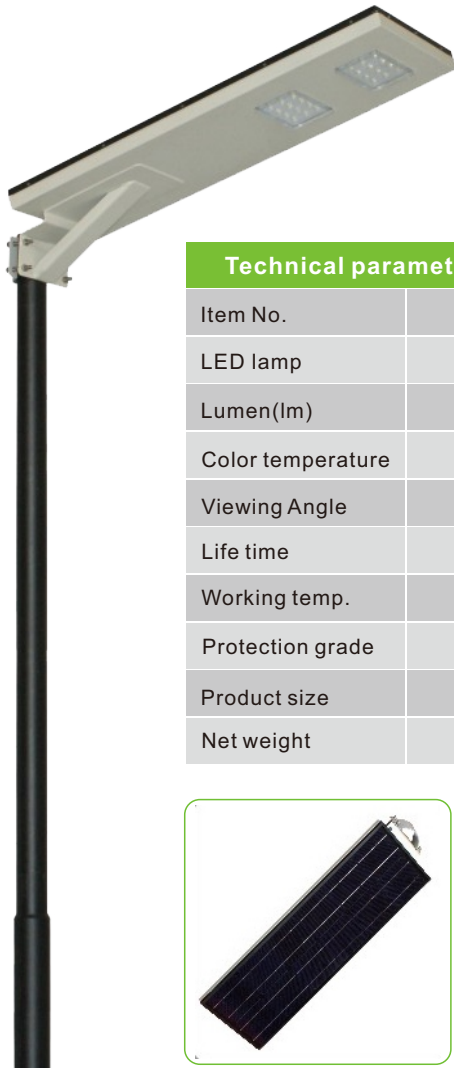 Technical paramet
Item No.
LED lamp
Lumen(lm)
Color temperature
Viewing Angle
Life time
Working temp.
Protection grade
Product size
Net weight